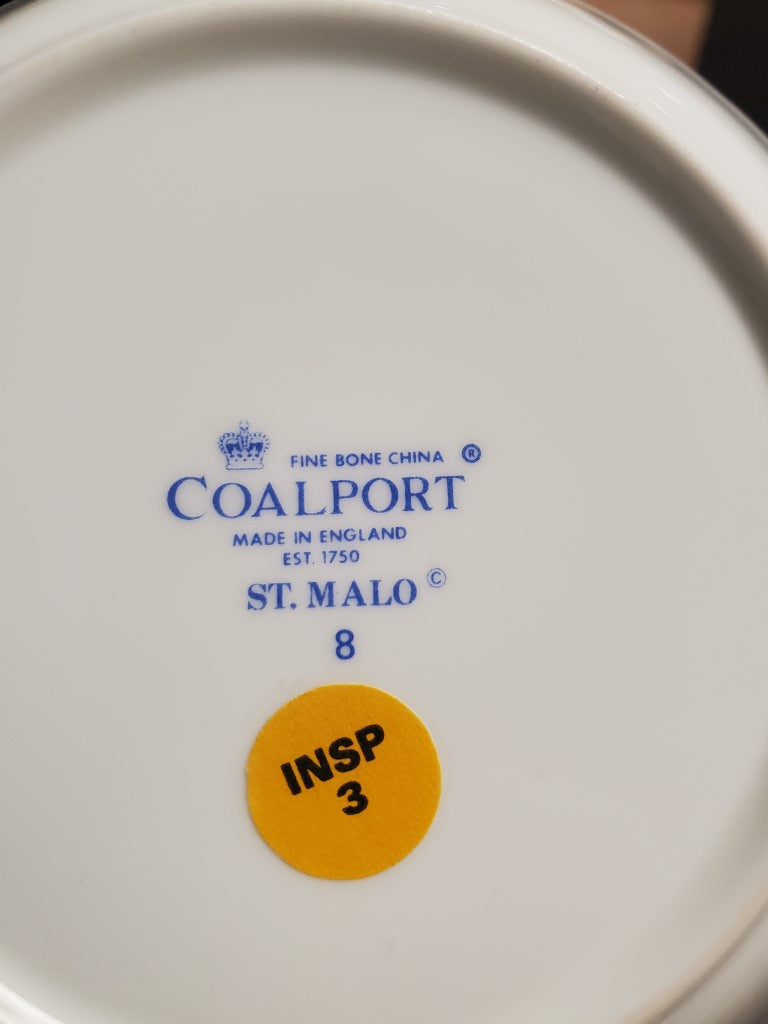 FINE BONE CHINA ®
COALPORT
MADE IN ENGLAND
EST. 1750
ST. MALO ©
8
INSP
3